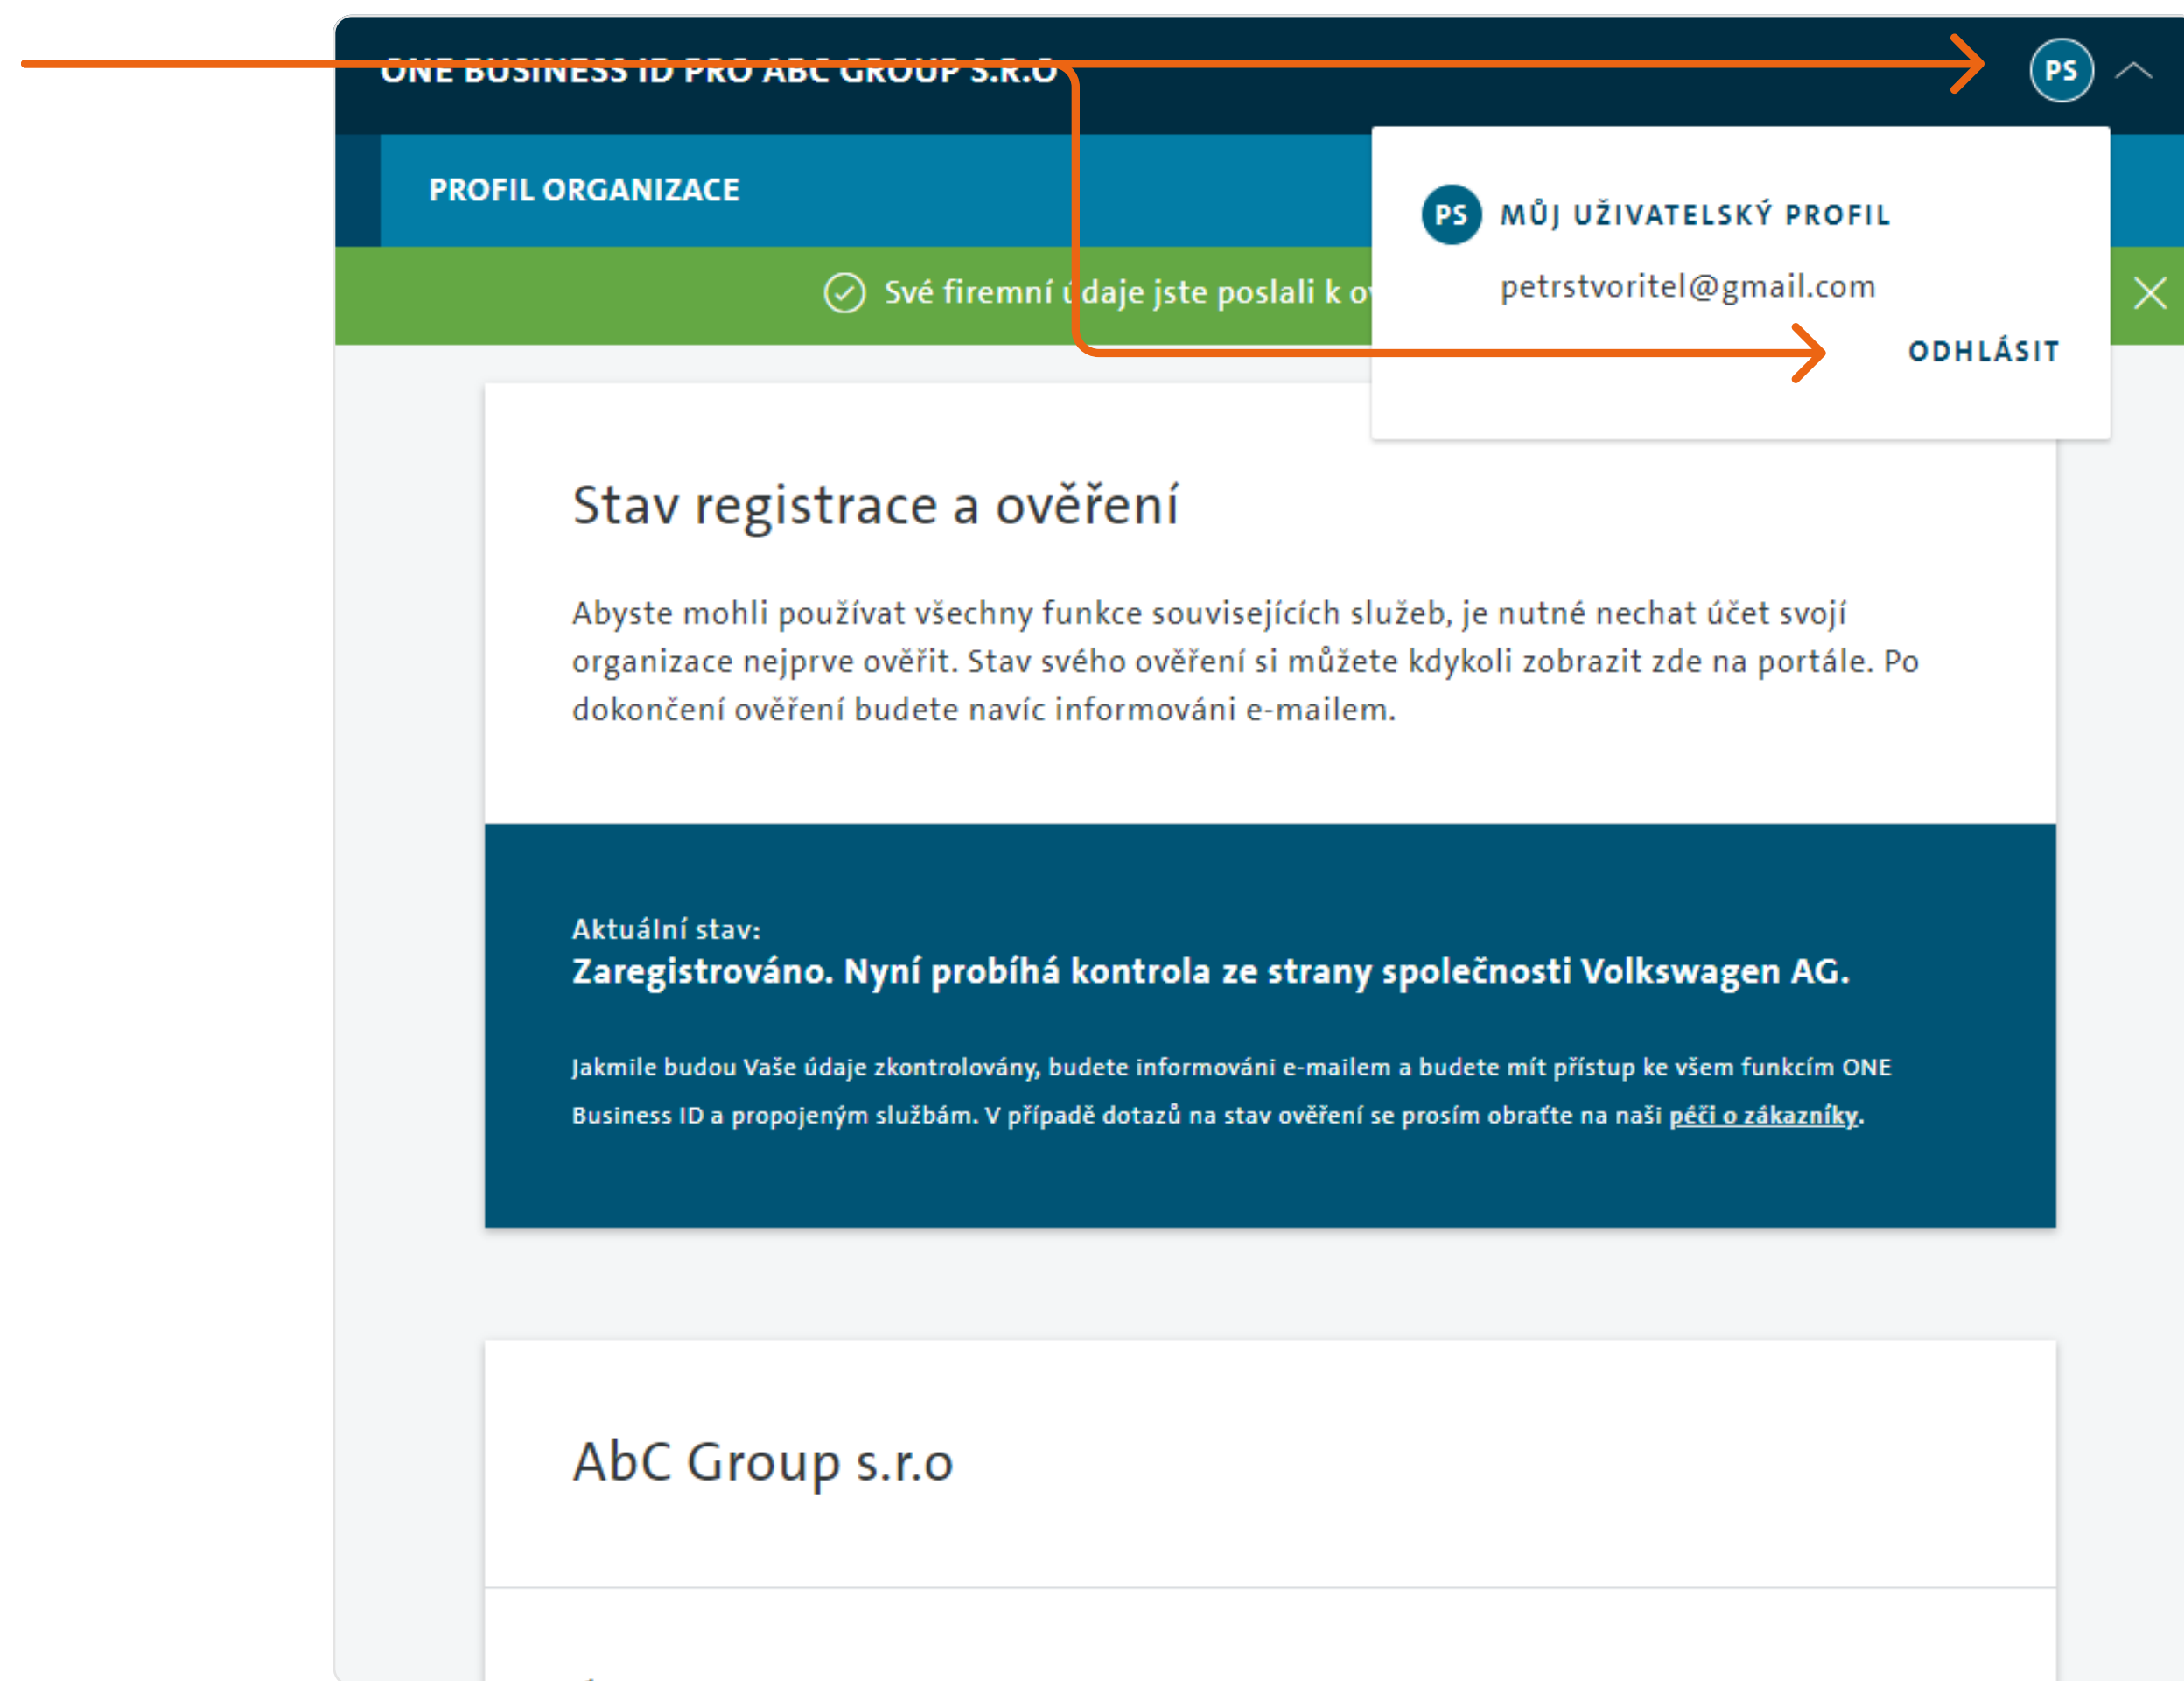 ONE BUSINESS ID PRO ABC GROUP S.R.O
PS
PROFIL ORGANIZACE
PS MŮJ UŽIVATELSKÝ PROFIL
petrstvoritel@gmail.com
ODHLÁSIT
Své firemní údaje jste poslali k
Stav registrace a ověření
Abyste mohli používat všechny funkce souvisejících služeb, je nutné nechat účet svojí
organizace nejprve ověřit. Stav svého ověření si můžete kdykoli zobrazit zde na portále. Po
dokončení ověření budete navíc informováni e-mailem.
Aktuální stav:
Zaregistrováno. Nyní probíhá kontrola ze strany společnosti Volkswagen AG.
Jakmile budou Vaše údaje zkontrolovány, budete informováni e-mailem a budete mít přístup ke všem funkcím ONE
Business ID a propojeným službám. V případě dotazů na stav ověření se prosím obraťte na naši péči o zákazníky.
AbC Group s.r.o